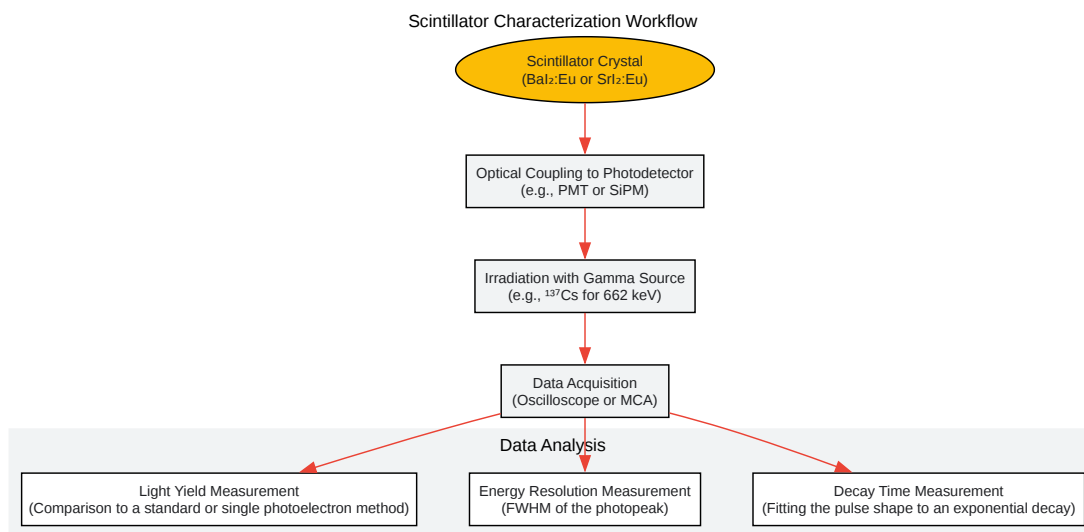 Scintillator Characterization Workflow
Scintillator Crystal
(BaI₂:Eu or SrI₂:Eu)
Optical Coupling to Photodetector
(e.g., PMT or SiPM)
Irradiation with Gamma Source
(e.g., ¹³⁷Cs for 662 keV)
Data Acquisition
(Oscilloscope or MCA)
Data Analysis
Light Yield Measurement
(Comparison to a standard or single photoelectron method)
Energy Resolution Measurement
(FWHM of the photopeak)
Decay Time Measurement
(Fitting the pulse shape to an exponential decay)